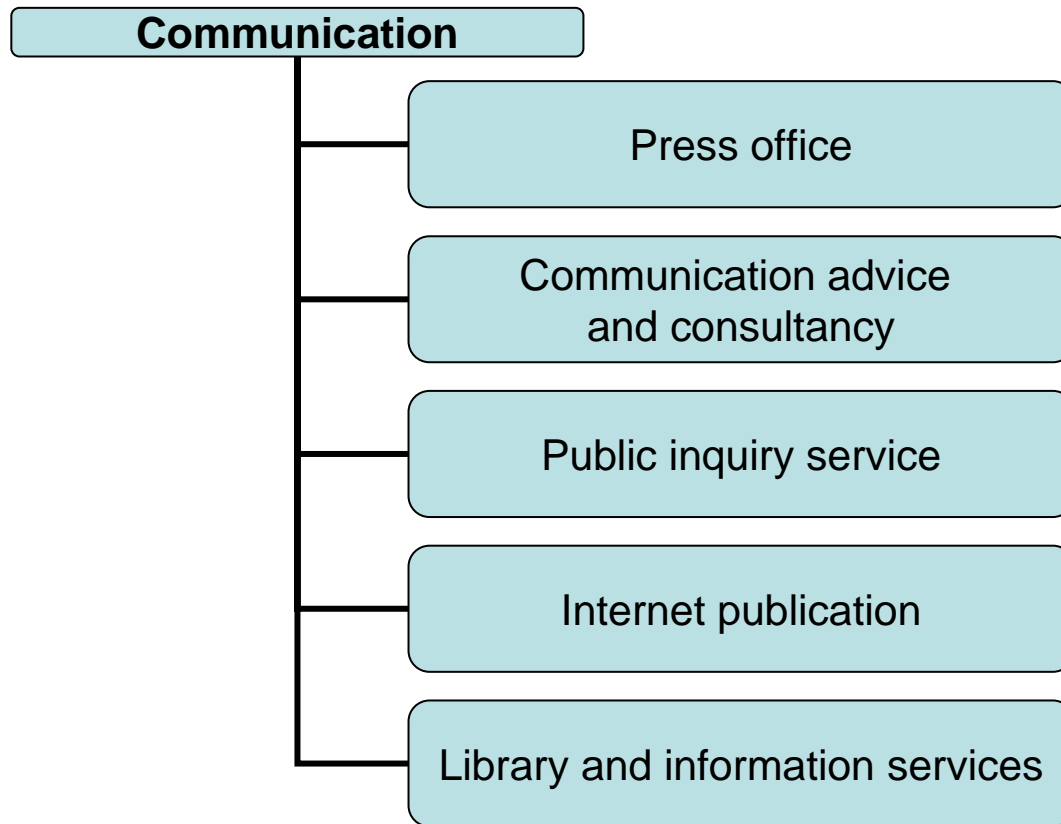 Communication
Press office
Communication advice
and consultancy
Public inquiry service
Internet publication
Library and information services